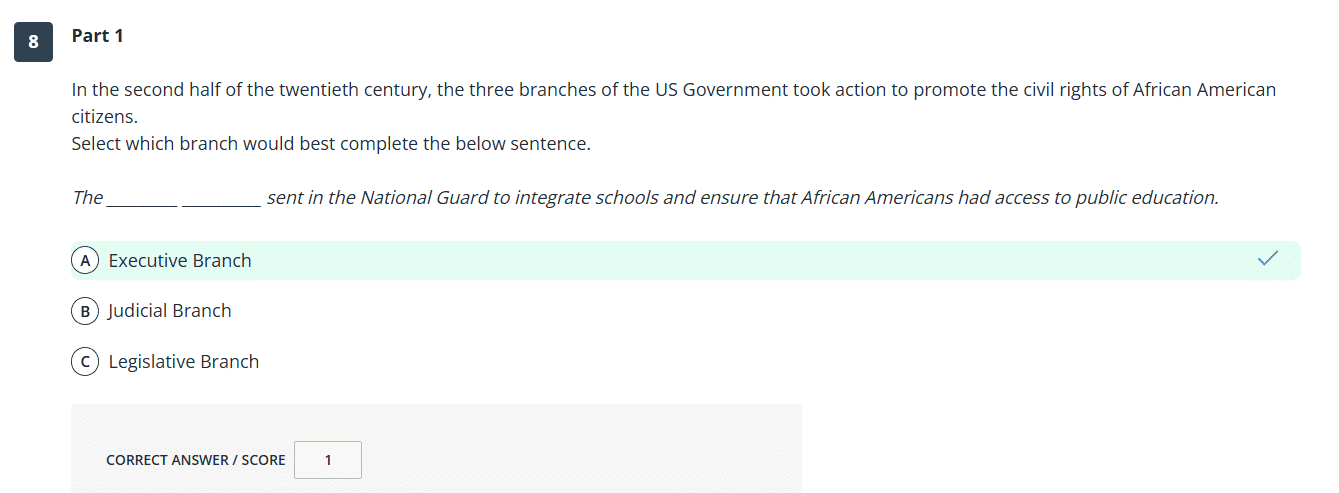 8
Part 1
In the second half of the twentieth century, the three branches of the US Government took action to promote the civil rights of African American
citizens.
Select which branch would best complete the below sentence.
The ________ _________ sent in the National Guard to integrate schools and ensure that African Americans had access to public education.
A Executive Branch
B Judicial Branch
C Legislative Branch
CORRECT ANSWER / SCORE 1